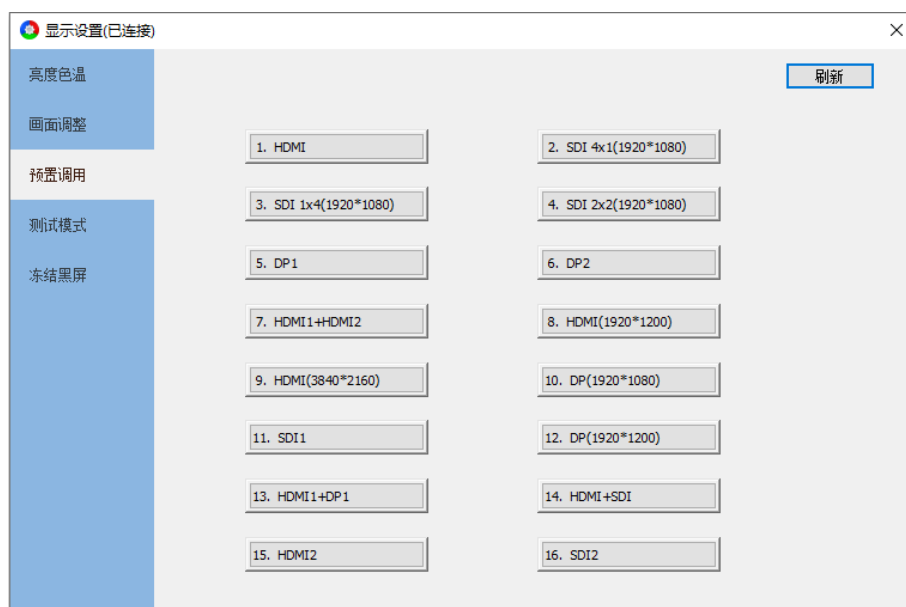 显示设置(已连接)
亮度色温
刷新
画面调整
1. HDMI
2. SDI 4x1(1920*1080)
预置调用
3. SDI 1x4(1920*1080)
4. SDI 2x2(1920*1080)
测试模式
5. DP1
6. DP2
冻结黑屏
7. HDMI1+HDMI2
8. HDMI(1920*1200)
9. HDMI(3840*2160)
10. DP(1920*1080)
11. SDI1
12. DP(1920*1200)
13. HDMI1+DP1
14. HDMI+SDI
15. HDMI2
16. SDI2